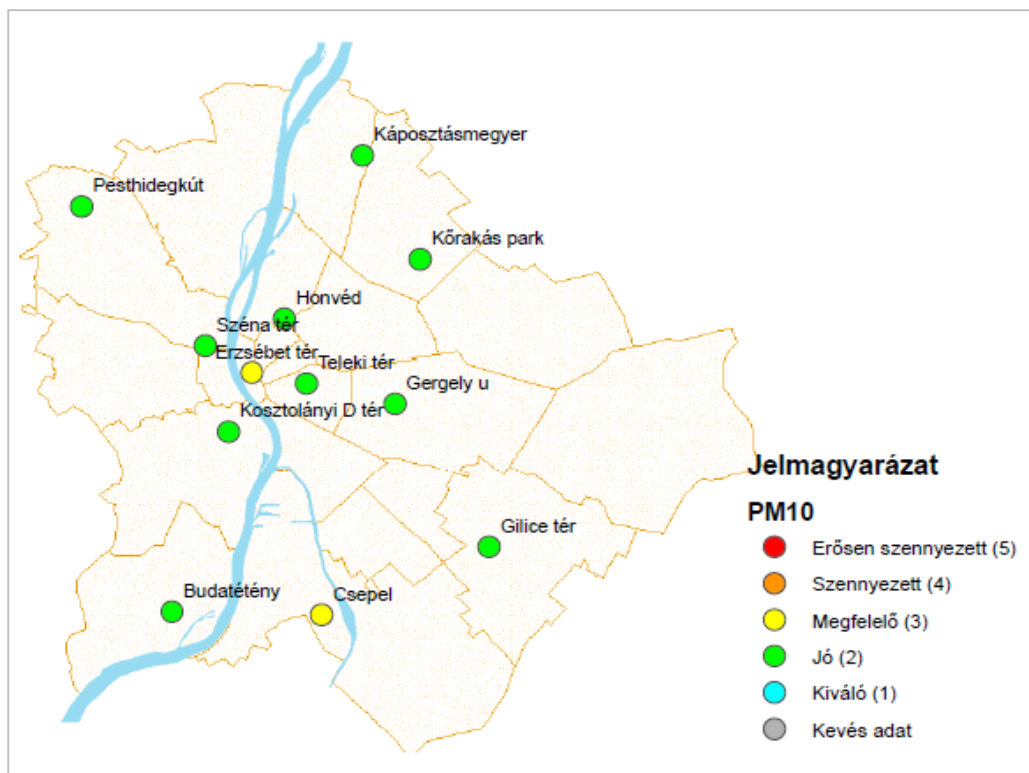 Káposztásmegyer
Pesthidegkút
Kőrakás park
Honvéd
Széna tér
Erzsébet tér
Teleki tér
Gergely u
Kosztolányi D tér
Jelmagyarázat
PM10
Gilice tér
Erősen szennyezett (5)
Szennyezett (4)
Budatétény
Csepel
Megfelelő (3)
Jó (2)
Kiváló (1)
Kevés adat